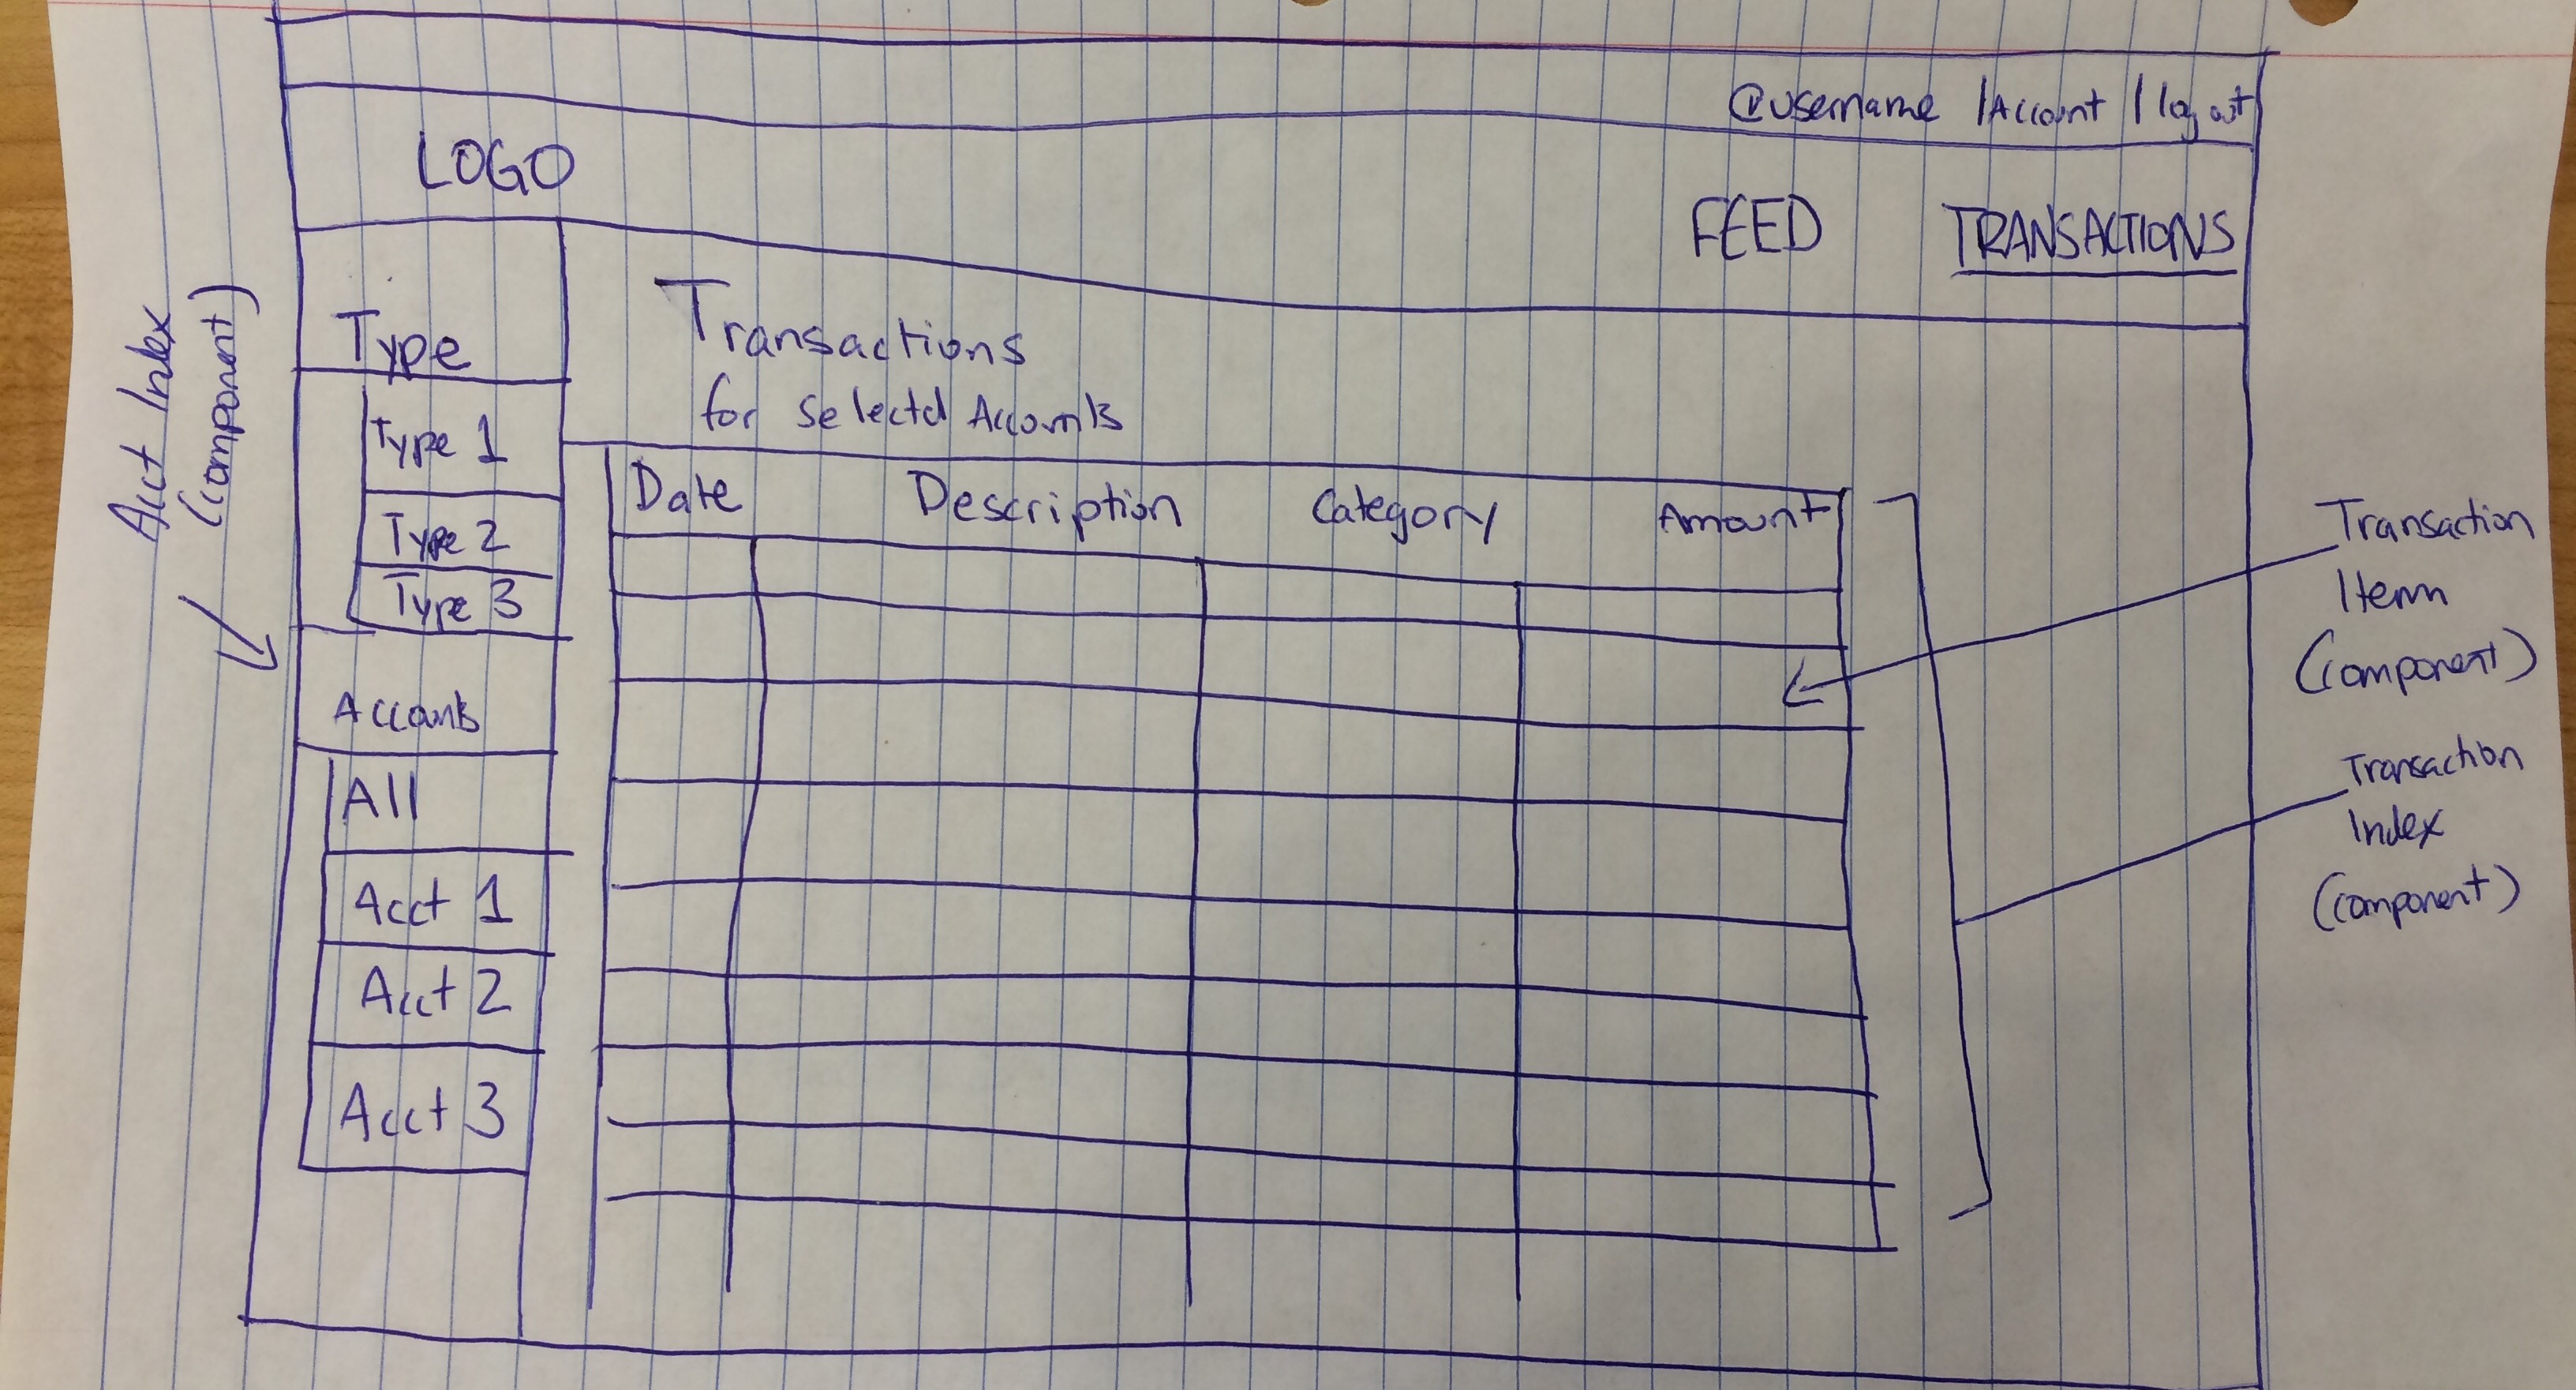 @username | Account | log out
LOGO
FEED TRANSACTIONS
Acct Index
(component)
Type
Type 1
Type 2
Type 3
Accounts
All
Acct 1
Acct 2
Acct 3
Transactions
for selectd Accounts
Date Description Category Amount
Transaction
Item
(component)
Transaction
Index
(component)